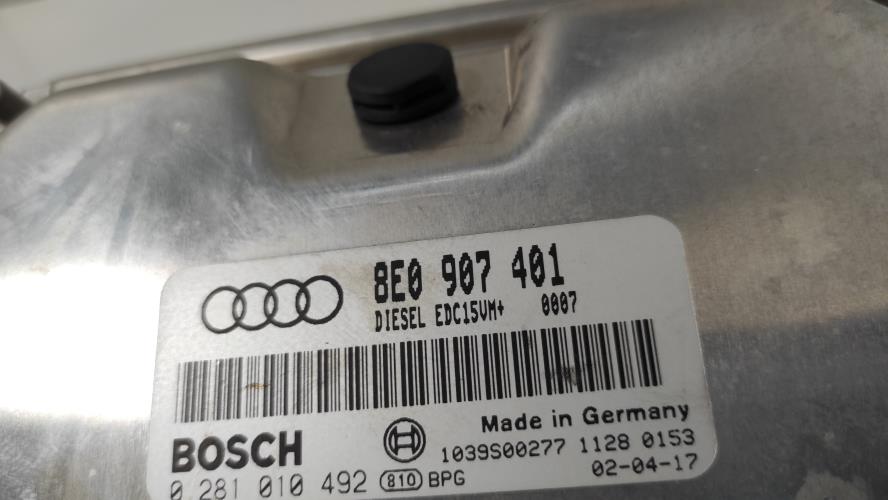 8E0 907 401
DIESEL EDC15VM+ 0007
BOSCH
Made in Germany
1039S00277 1128 0153
0 281 010 492 810 BPG
02-04-17